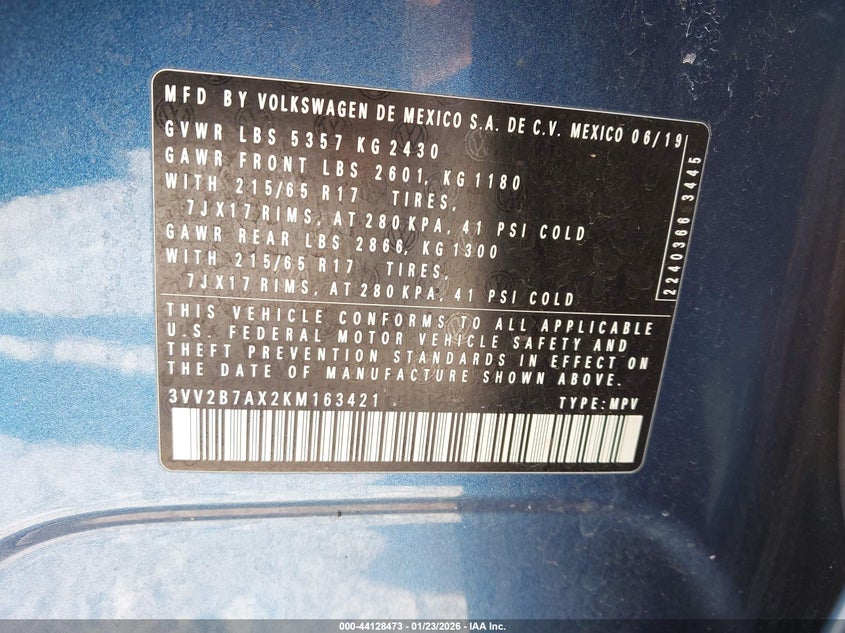 MFD BY VOLKSWAGEN DE MEXICO S.A. DE C.V. MEXICO 06/19
GVWR LBS 5357 KG 2430
GAWR FRONT LBS 2601, KG 1180
WITH 215/65 R17 TIRES,
7JX17 RIMS, AT 280 KPA, 41 PSI COLD
GAWR REAR LBS 2866, KG 1300
WITH 215/65 R17 TIRES,
7JX17 RIMS, AT 280 KPA, 41 PSI COLD
2240366 3445
THIS VEHICLE CONFORMS TO ALL APPLICABLE
U.S. FEDERAL MOTOR VEHICLE SAFETY AND
THEFT PREVENTION STANDARDS IN EFFECT ON
THE DATE OF MANUFACTURE SHOWN ABOVE.
3VV2B7AX2KM163421 TYPE:MPV
000-44128473 — 01/23/2026 — IAA Inc.